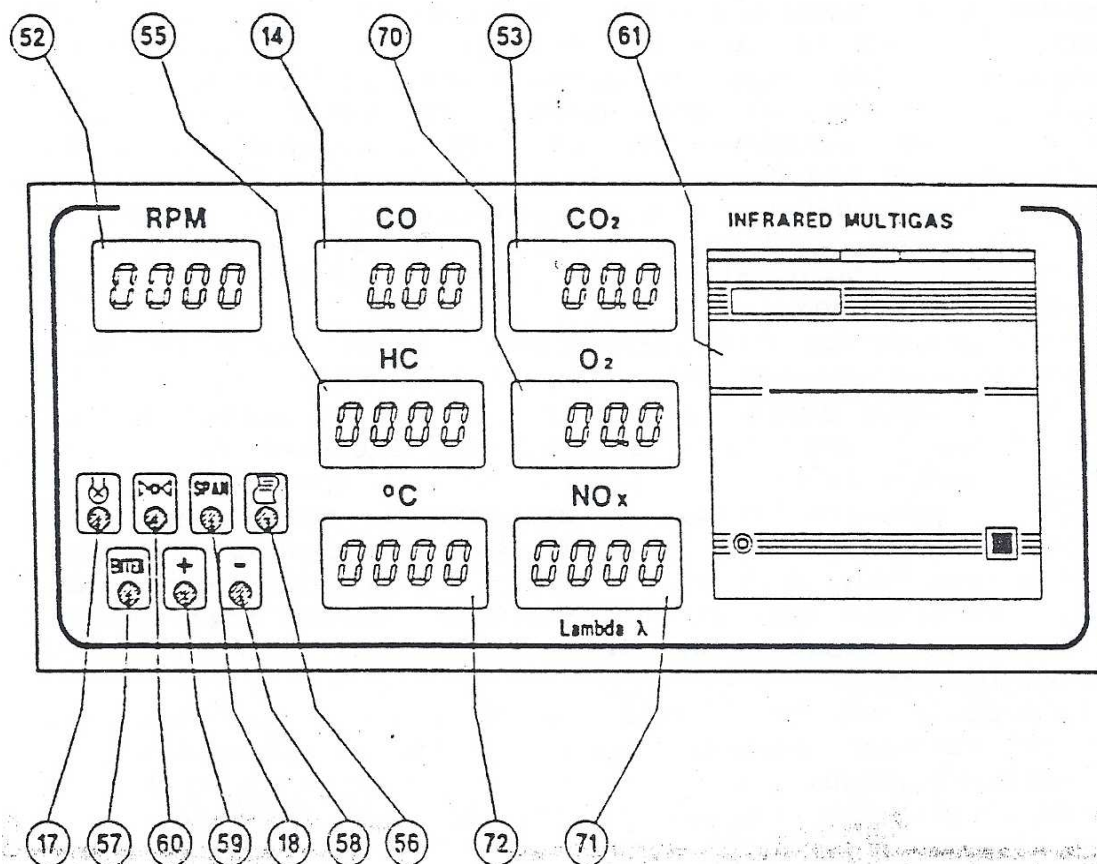 52 55 14 70 53 61
RPM CO CO₂ INFRARED MULTIGAS
0000 0.00 00.0
HC O₂
0000 00.0
SPAN
°C NOx
ENTER + -
0000 0000
Lambda λ
17 57 60 59 18 58 56 72 71